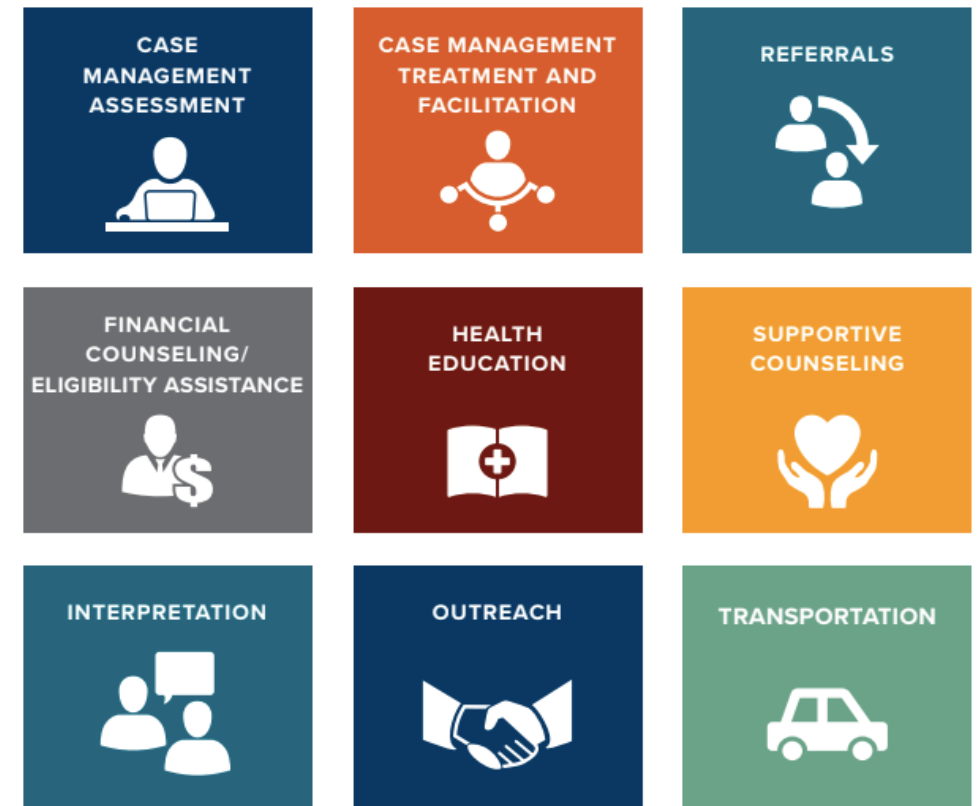 CASE
MANAGEMENT
ASSESSMENT
CASE MANAGEMENT
TREATMENT AND
FACILITATION
REFERRALS
FINANCIAL
COUNSELING/
ELIGIBILITY ASSISTANCE
$
HEALTH
EDUCATION
SUPPORTIVE
COUNSELING
INTERPRETATION
OUTREACH
TRANSPORTATION